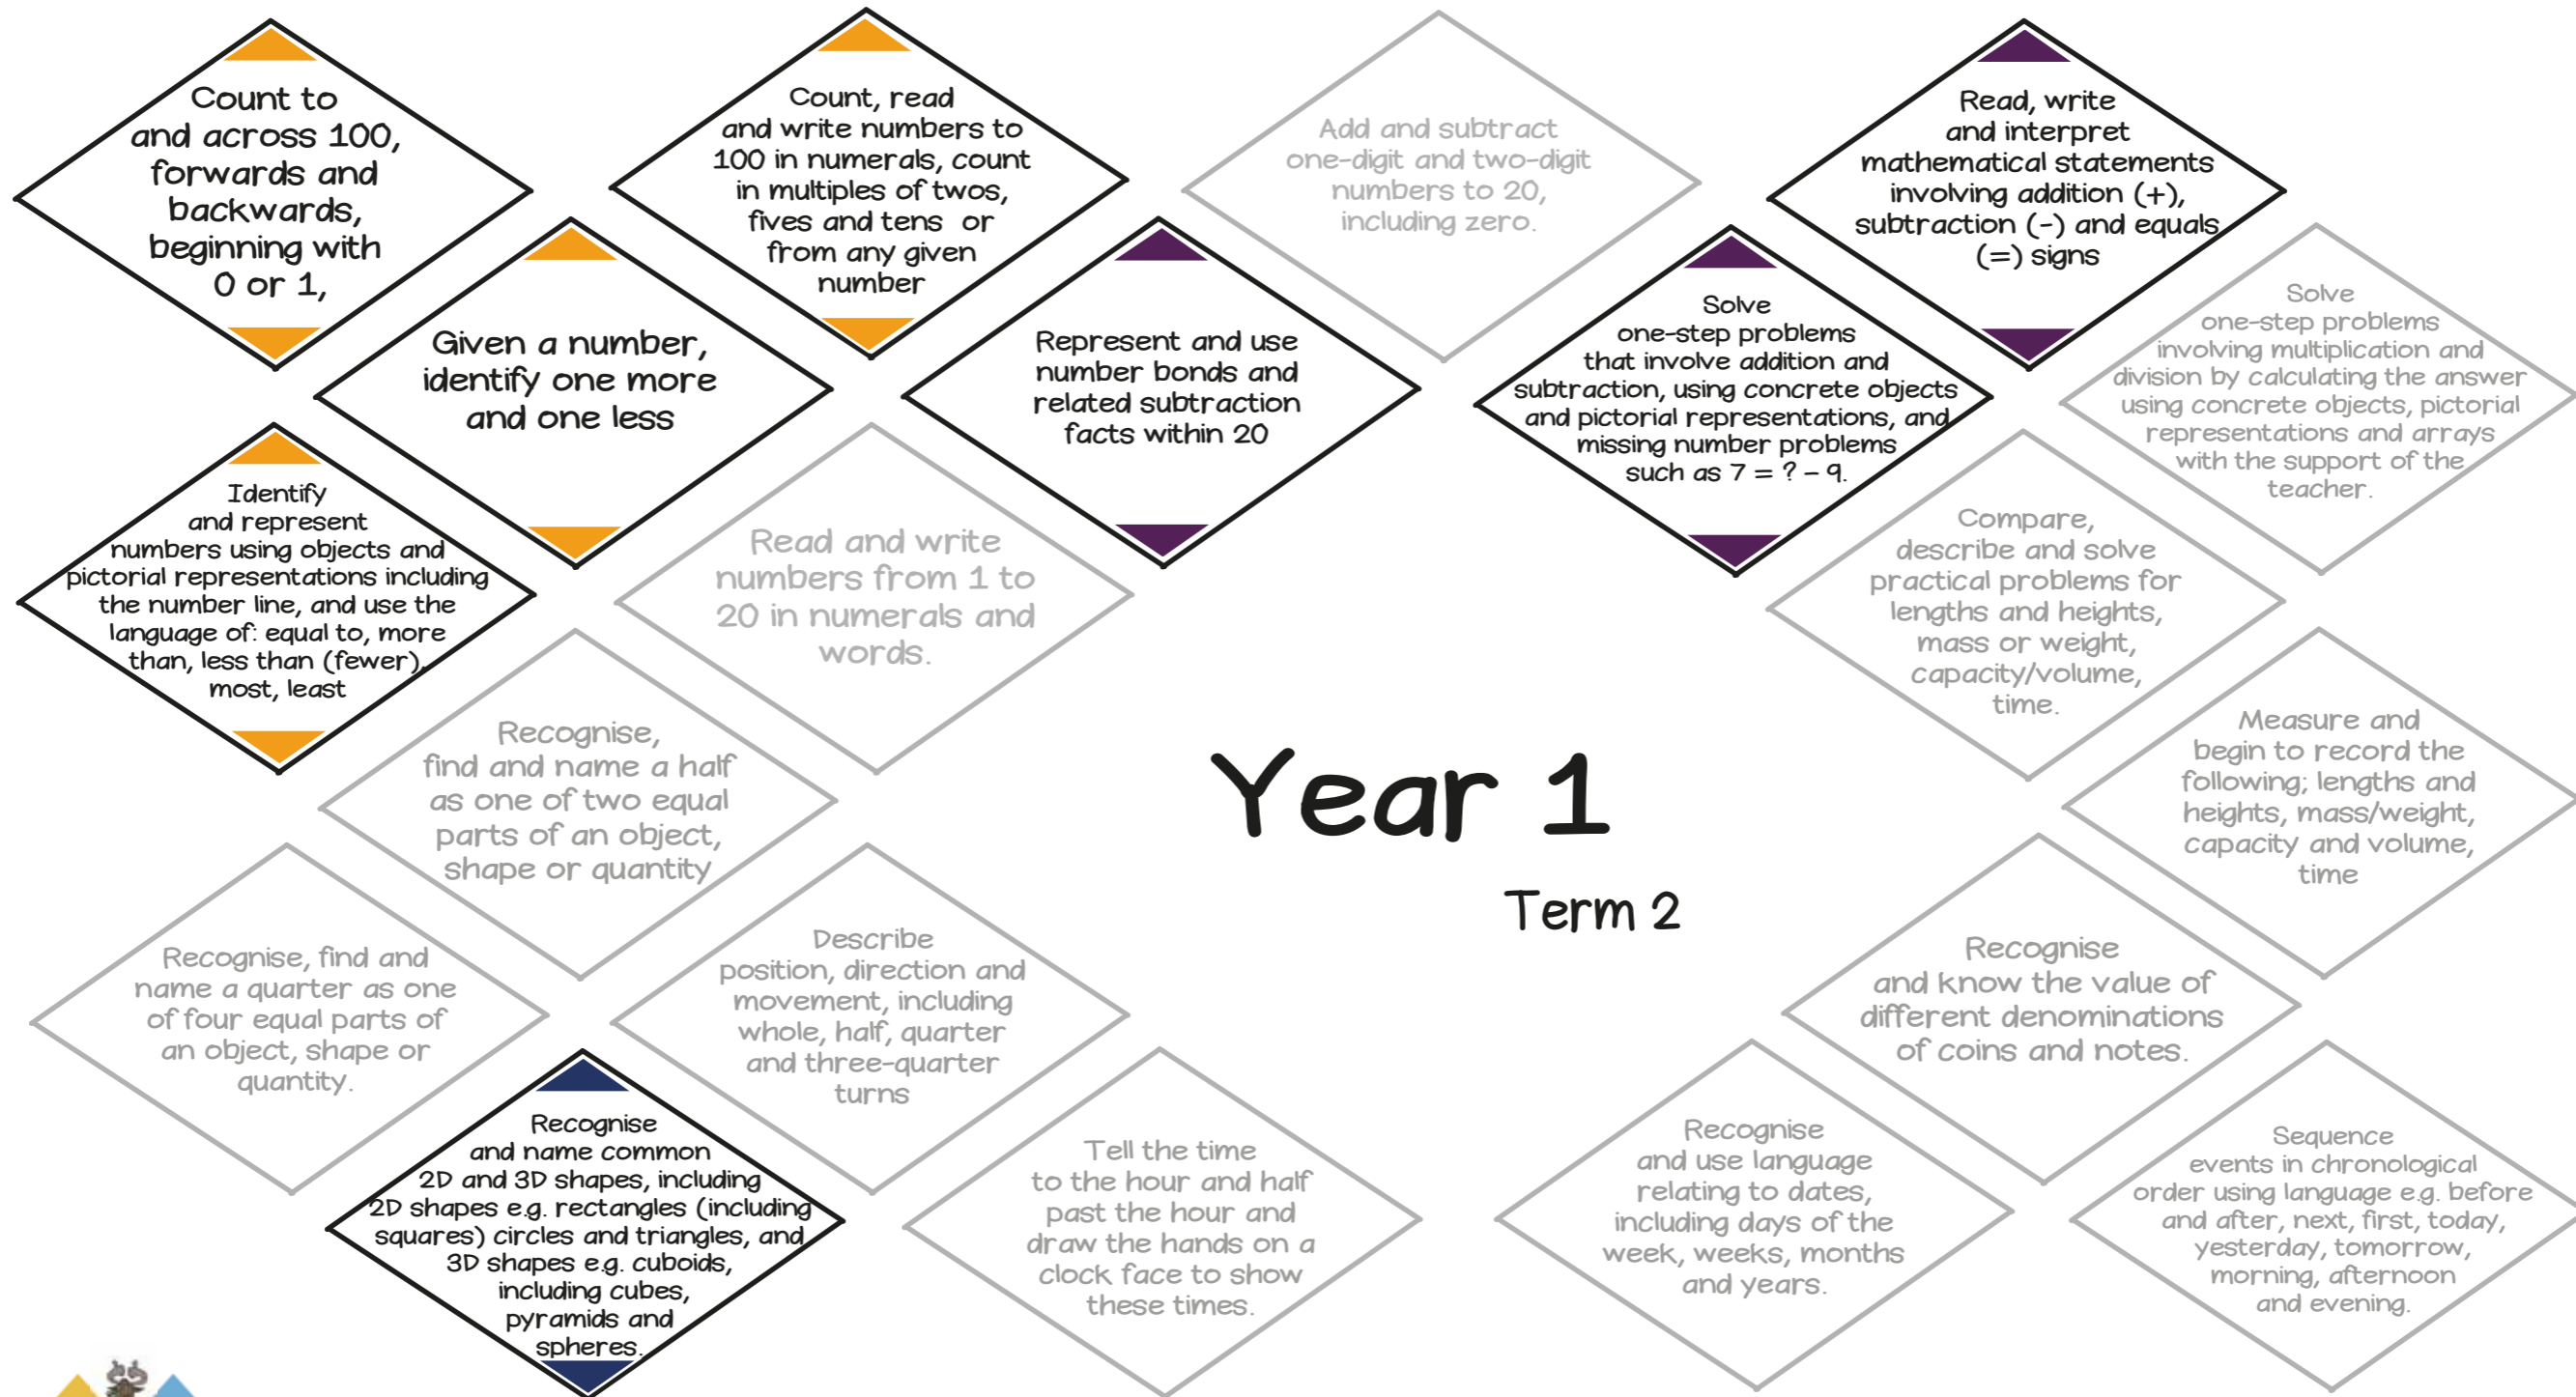 Count to
and across 100,
forwards and
backwards,
beginning with
0 or 1,
Count, read
and write numbers to
100 in numerals, count
in multiples of twos,
fives and tens or
from any given
number
Add and subtract
one-digit and two-digit
numbers to 20,
including zero.
Read, write
and interpret
mathematical statements
involving addition (+),
subtraction (-) and equals
(=) signs
Given a number,
identify one more
and one less
Represent and use
number bonds and
related subtraction
facts within 20
Solve
one-step problems
that involve addition and
subtraction, using concrete objects
and pictorial representations, and
missing number problems
such as 7 = ? – 9.
Solve
one-step problems
involving multiplication and
division by calculating the answer
using concrete objects, pictorial
representations and arrays
with the support of the
teacher.
Identify
and represent
numbers using objects and
pictorial representations including
the number line, and use the
language of: equal to, more
than, less than (fewer),
most, least
Read and write
numbers from 1 to
20 in numerals and
words.
Compare,
describe and solve
practical problems for
lengths and heights,
mass or weight,
capacity/volume,
time.
Recognise,
find and name a half
as one of two equal
parts of an object,
shape or quantity
Year 1
Term 2
Measure and
begin to record the
following; lengths and
heights, mass/weight,
capacity and volume,
time
Recognise, find and
name a quarter as one
of four equal parts of
an object, shape or
quantity.
Describe
position, direction and
movement, including
whole, half, quarter
and three-quarter
turns
Recognise
and know the value of
different denominations
of coins and notes.
Recognise
and name common
2D and 3D shapes, including
2D shapes e.g. rectangles (including
squares) circles and triangles, and
3D shapes e.g. cuboids,
including cubes,
pyramids and
spheres.
Tell the time
to the hour and half
past the hour and
draw the hands on a
clock face to show
these times.
Recognise
and use language
relating to dates,
including days of the
week, weeks, months
and years.
Sequence
events in chronological
order using language e.g. before
and after, next, first, today,
yesterday, tomorrow,
morning, afternoon
and evening.